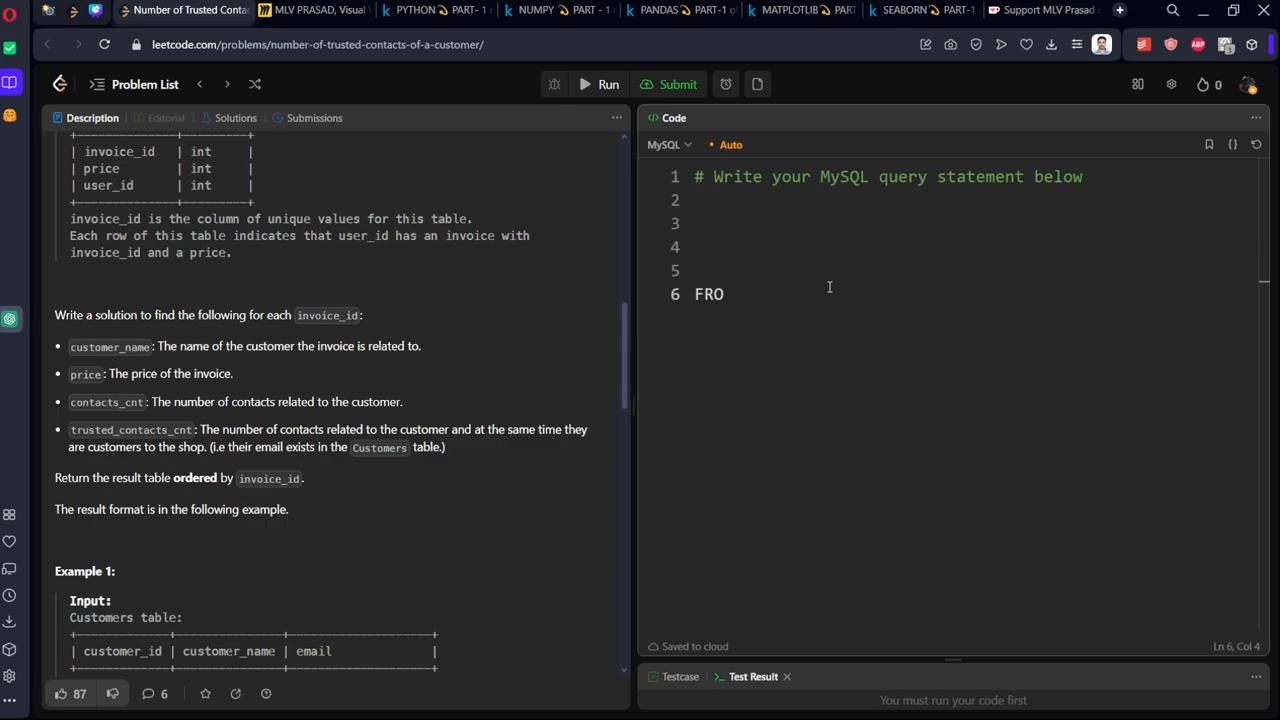 Number of Trusted Conta
MLV PRASAD, Visual
PYTHON PART- 1
NUMPY PART - 1
PANDAS PART-1 of
MATPLOTLIB PART
SEABORN PART-1
Support MLV Prasad
leetcode.com/problems/number-of-trusted-contacts-of-a-customer/
ABP
Problem List
Run
Submit
0
Description
Editorial
Solutions
Submissions
Code
MySQL
Auto
+-------------+---------+
| invoice_id | int |
| price | int |
| user_id | int |
+-------------+---------+
invoice_id is the column of unique values for this table.
Each row of this table indicates that user_id has an invoice with
invoice_id and a price.
Write a solution to find the following for each invoice_id:
• customer_name: The name of the customer the invoice is related to.
• price: The price of the invoice.
• contacts_cnt: The number of contacts related to the customer.
• trusted_contacts_cnt: The number of contacts related to the customer and at the same time they
are customers to the shop. (i.e their email exists in the Customers table.)
Return the result table ordered by invoice_id.
The result format is in the following example.
Example 1:
Input:
Customers table:
+-------------+---------------+--------------------+
| customer_id | customer_name | email |
+-------------+---------------+--------------------+
87
6
1 # Write your MySQL query statement below
2
3
4
5
6 FRO
Saved to cloud
Ln 6, Col 4
Testcase
Test Result
You must run your code first